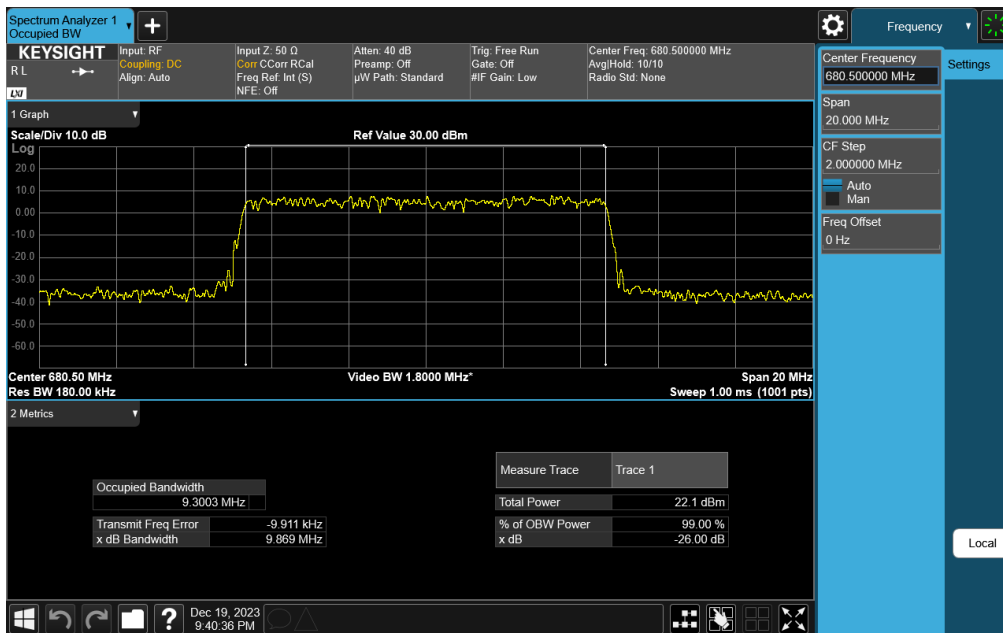 Spectrum Analyzer 1
Occupied BW
Frequency
KEYSIGHT
R L
LXI
Input: RF
Coupling: DC
Align: Auto
Input Z: 50 Ω
Corr CCorr RCal
Freq Ref: Int (S)
NFE: Off
Atten: 40 dB
Preamp: Off
µW Path: Standard
Trig: Free Run
Gate: Off
#IF Gain: Low
Center Freq: 680.500000 MHz
Avg|Hold: 10/10
Radio Std: None
Center Frequency
680.500000 MHz
Settings
Span
20.000 MHz
CF Step
2.000000 MHz
Auto
Man
Freq Offset
0 Hz
Local
1 Graph
Scale/Div 10.0 dB
Ref Value 30.00 dBm
Log
20.0
10.0
0.00
-10.0
-20.0
-30.0
-40.0
-50.0
-60.0
Center 680.50 MHz
Video BW 1.8000 MHz*
Span 20 MHz
Res BW 180.00 kHz
Sweep 1.00 ms (1001 pts)
2 Metrics
Measure Trace Trace 1
Occupied Bandwidth
9.3003 MHz
Total Power 22.1 dBm
Transmit Freq Error -9.911 kHz
% of OBW Power 99.00 %
x dB Bandwidth 9.869 MHz
x dB -26.00 dB
?
Dec 19, 2023
9:40:36 PM